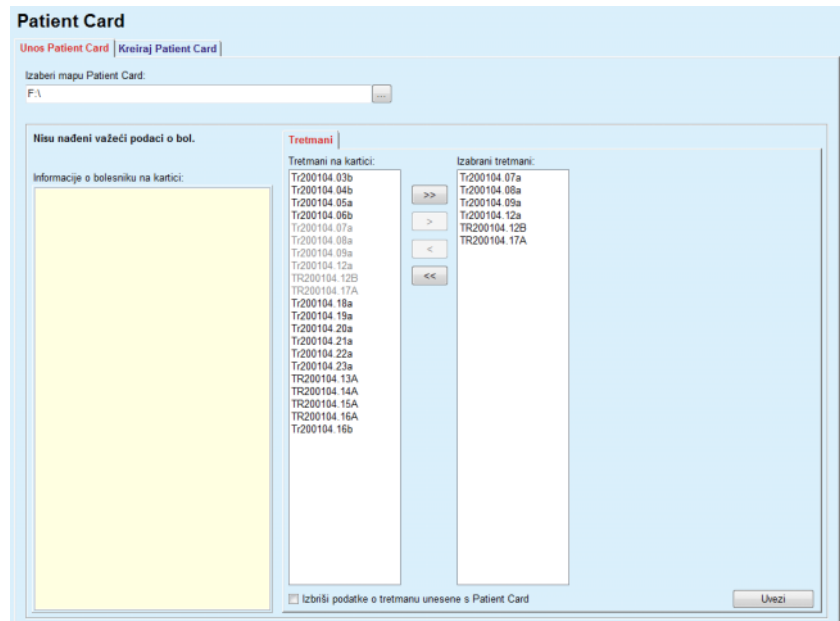 Patient Card
Unos Patient Card
Kreiraj Patient Card
Izaberi mapu Patient Card:
F:\
...
Nisu nađeni važeći podaci o bol.
Informacije o bolesniku na kartici:
Tretmani
Tretmani na kartici:
Tr200104.03b
Tr200104.04b
Tr200104.05a
Tr200104.06b
Tr200104.07a
Tr200104.08a
Tr200104.09a
Tr200104.12a
TR200104.12B
TR200104.17A
Tr200104.18a
Tr200104.19a
Tr200104.20a
Tr200104.21a
Tr200104.22a
Tr200104.23a
TR200104.13A
TR200104.14A
TR200104.15A
TR200104.16A
Tr200104.16b
>>
>
<
<<
Izabrani tretmani:
Tr200104.07a
Tr200104.08a
Tr200104.09a
Tr200104.12a
TR200104.12B
TR200104.17A
Izbriši podatke o tretmanu unesene s Patient Card
Uvezi